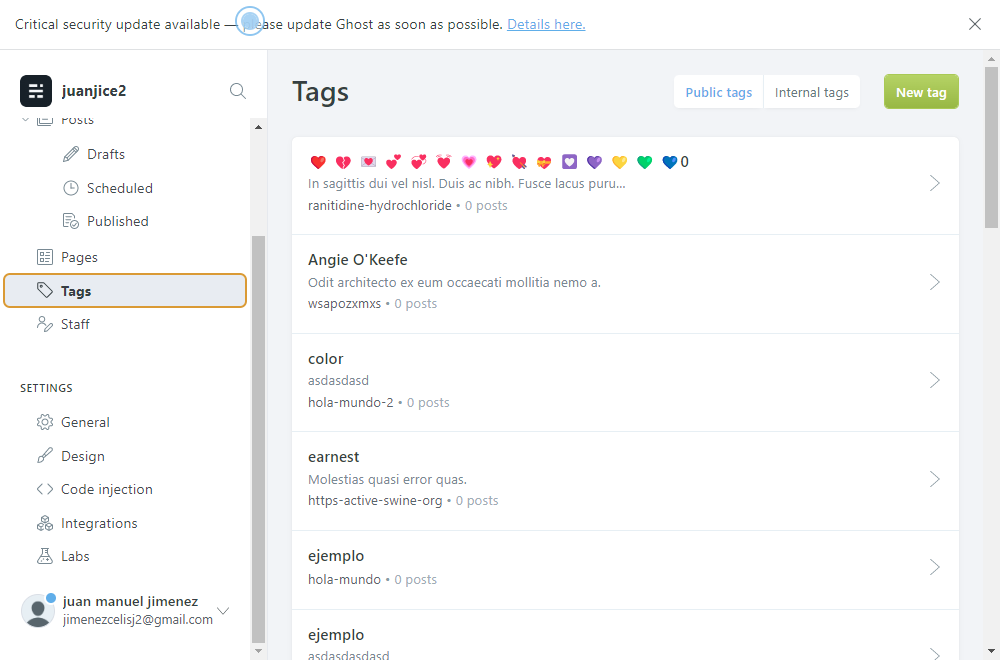 Critical security update available — please update Ghost as soon as possible. Details here.
juanjice2
Posts
Drafts
Scheduled
Published
Pages
Tags
Staff
SETTINGS
General
Design
Code injection
Integrations
Labs
juan manuel jimenez
jimenezcelisj2@gmail.com
Tags
Public tags
Internal tags
New tag
❤️ 💔 💌 💕 💞 💓 💗 💖 💘 💝 💟 💜 💛 💚 💙 0
In sagittis dui vel nisl. Duis ac nibh. Fusce lacus puru...
ranitidine-hydrochloride • 0 posts
Angie O'Keefe
Odit architecto ex eum occaecati mollitia nemo a.
wsapozxmxs • 0 posts
color
asdasdasd
hola-mundo-2 • 0 posts
earnest
Molestias quasi error quas.
https-active-swine-org • 0 posts
ejemplo
hola-mundo • 0 posts
ejemplo
asdasdasdasd